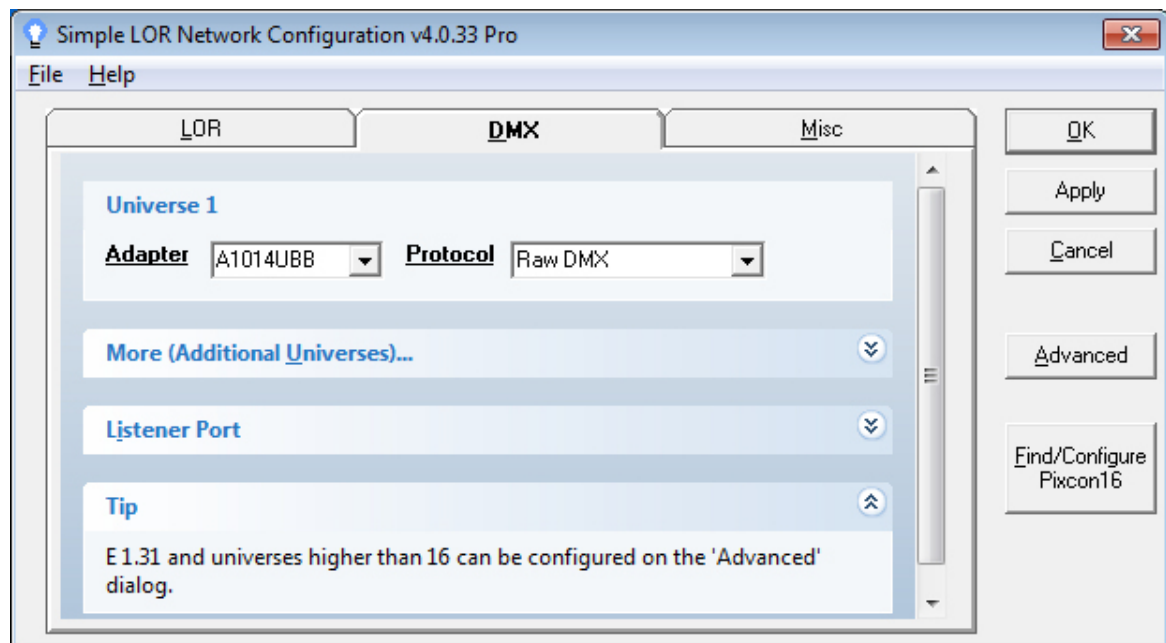 Simple LOR Network Configuration v4.0.33 Pro
File Help
LOR DMX Misc
OK
Universe 1
Apply
Adapter A1014UBB Protocol Raw DMX
Cancel
More (Additional Universes)...
Advanced
Listener Port
Find/Configure
Pixcon16
Tip
E 1.31 and universes higher than 16 can be configured on the 'Advanced'
dialog.